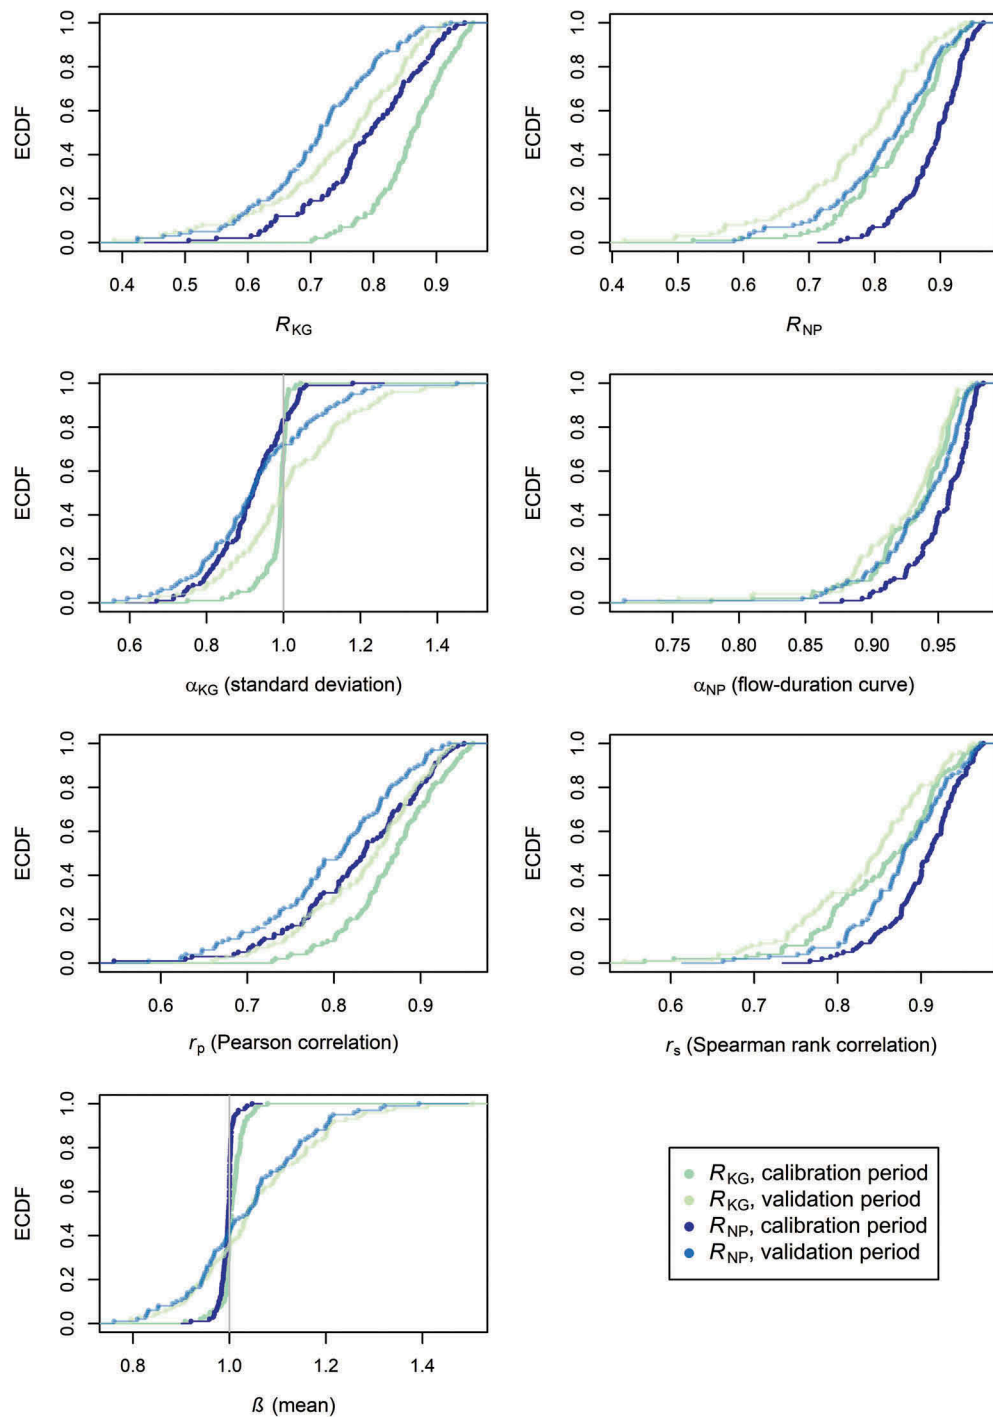 ECDF
0.0 0.2 0.4 0.6 0.8 1.0
0.4 0.5 0.6 0.7 0.8 0.9
R_KG
ECDF
0.0 0.2 0.4 0.6 0.8 1.0
0.4 0.5 0.6 0.7 0.8 0.9
R_NP
ECDF
0.0 0.2 0.4 0.6 0.8 1.0
0.6 0.8 1.0 1.2 1.4
α_KG (standard deviation)
ECDF
0.0 0.2 0.4 0.6 0.8 1.0
0.75 0.80 0.85 0.90 0.95
α_NP (flow-duration curve)
ECDF
0.0 0.2 0.4 0.6 0.8 1.0
0.6 0.7 0.8 0.9
r_p (Pearson correlation)
ECDF
0.0 0.2 0.4 0.6 0.8 1.0
0.6 0.7 0.8 0.9
r_s (Spearman rank correlation)
ECDF
0.0 0.2 0.4 0.6 0.8 1.0
0.8 1.0 1.2 1.4
ß (mean)
R_KG, calibration period
R_KG, validation period
R_NP, calibration period
R_NP, validation period